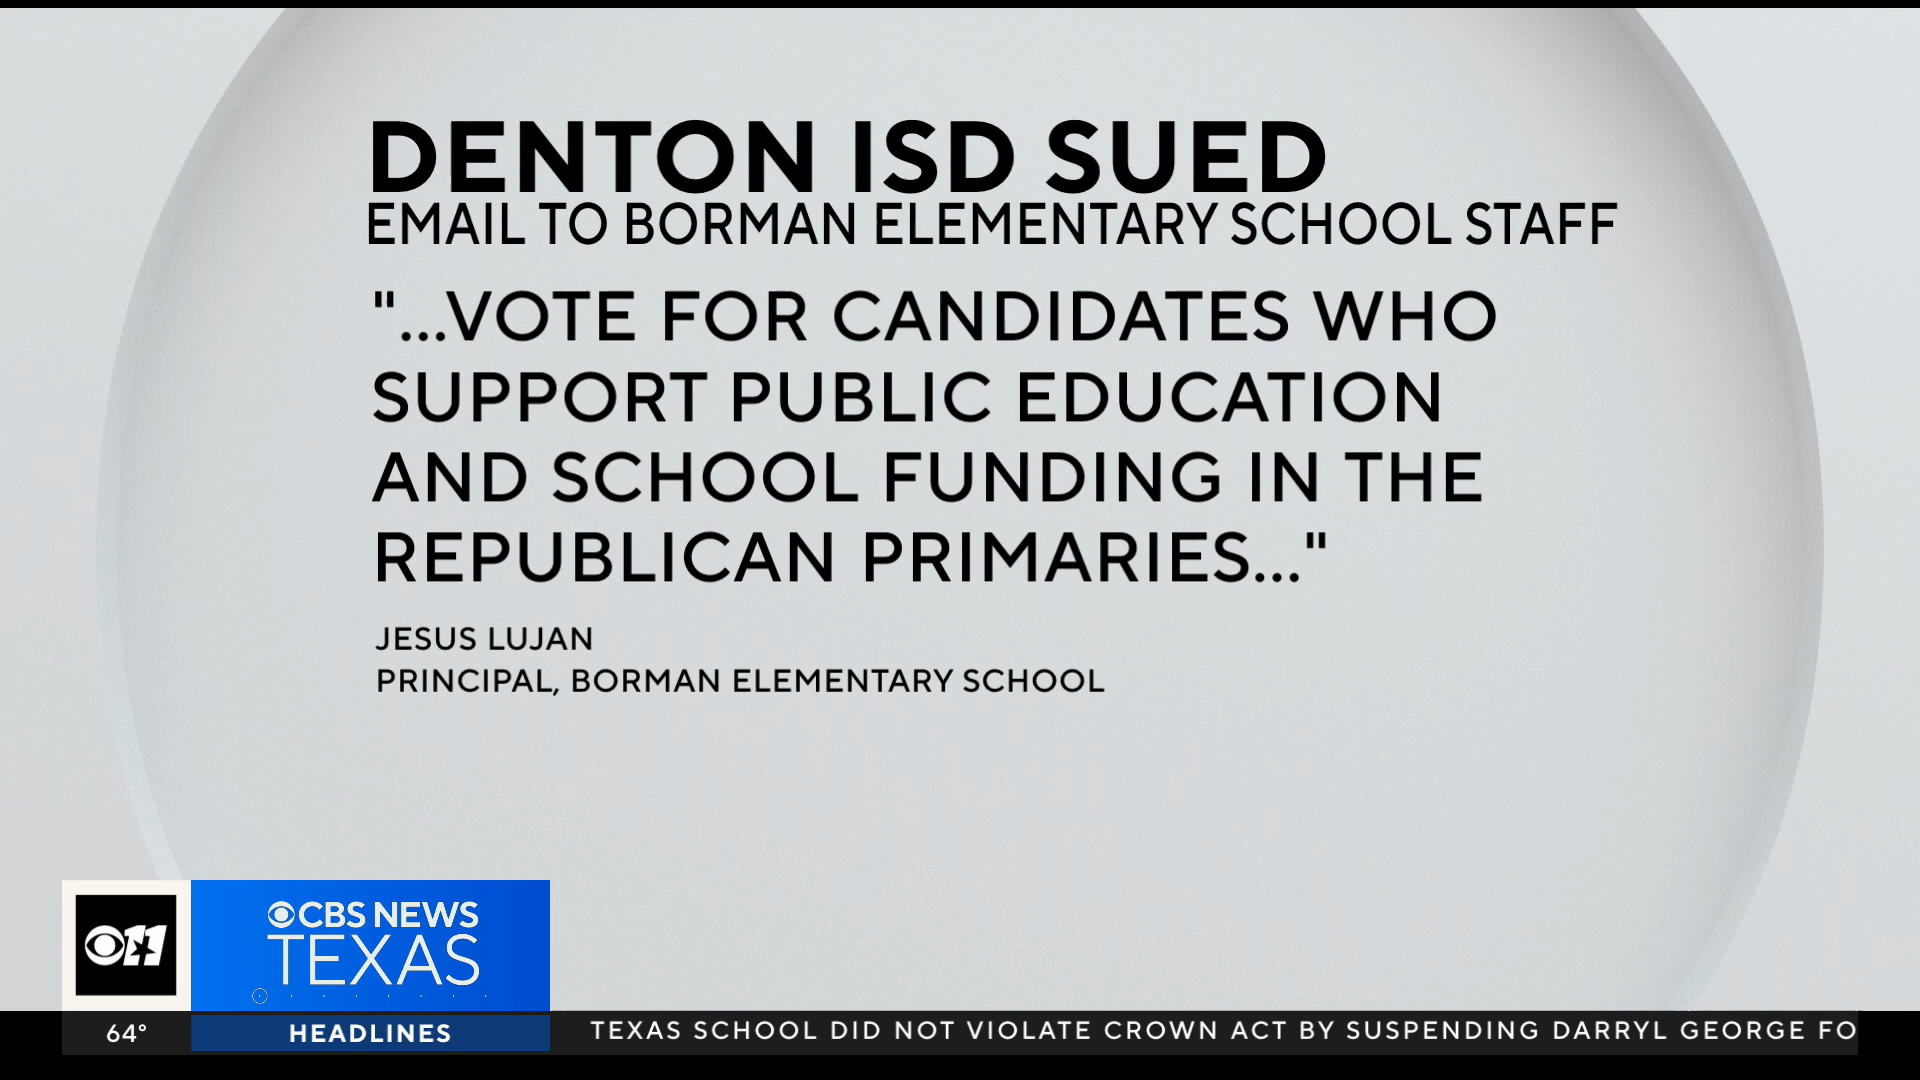 DENTON ISD SUED
EMAIL TO BORMAN ELEMENTARY SCHOOL STAFF
"...VOTE FOR CANDIDATES WHO
SUPPORT PUBLIC EDUCATION
AND SCHOOL FUNDING IN THE
REPUBLICAN PRIMARIES..."
JESUS LUJAN
PRINCIPAL, BORMAN ELEMENTARY SCHOOL
11
CBS NEWS
TEXAS
64°
HEADLINES
TEXAS SCHOOL DID NOT VIOLATE CROWN ACT BY SUSPENDING DARRYL GEORGE FO